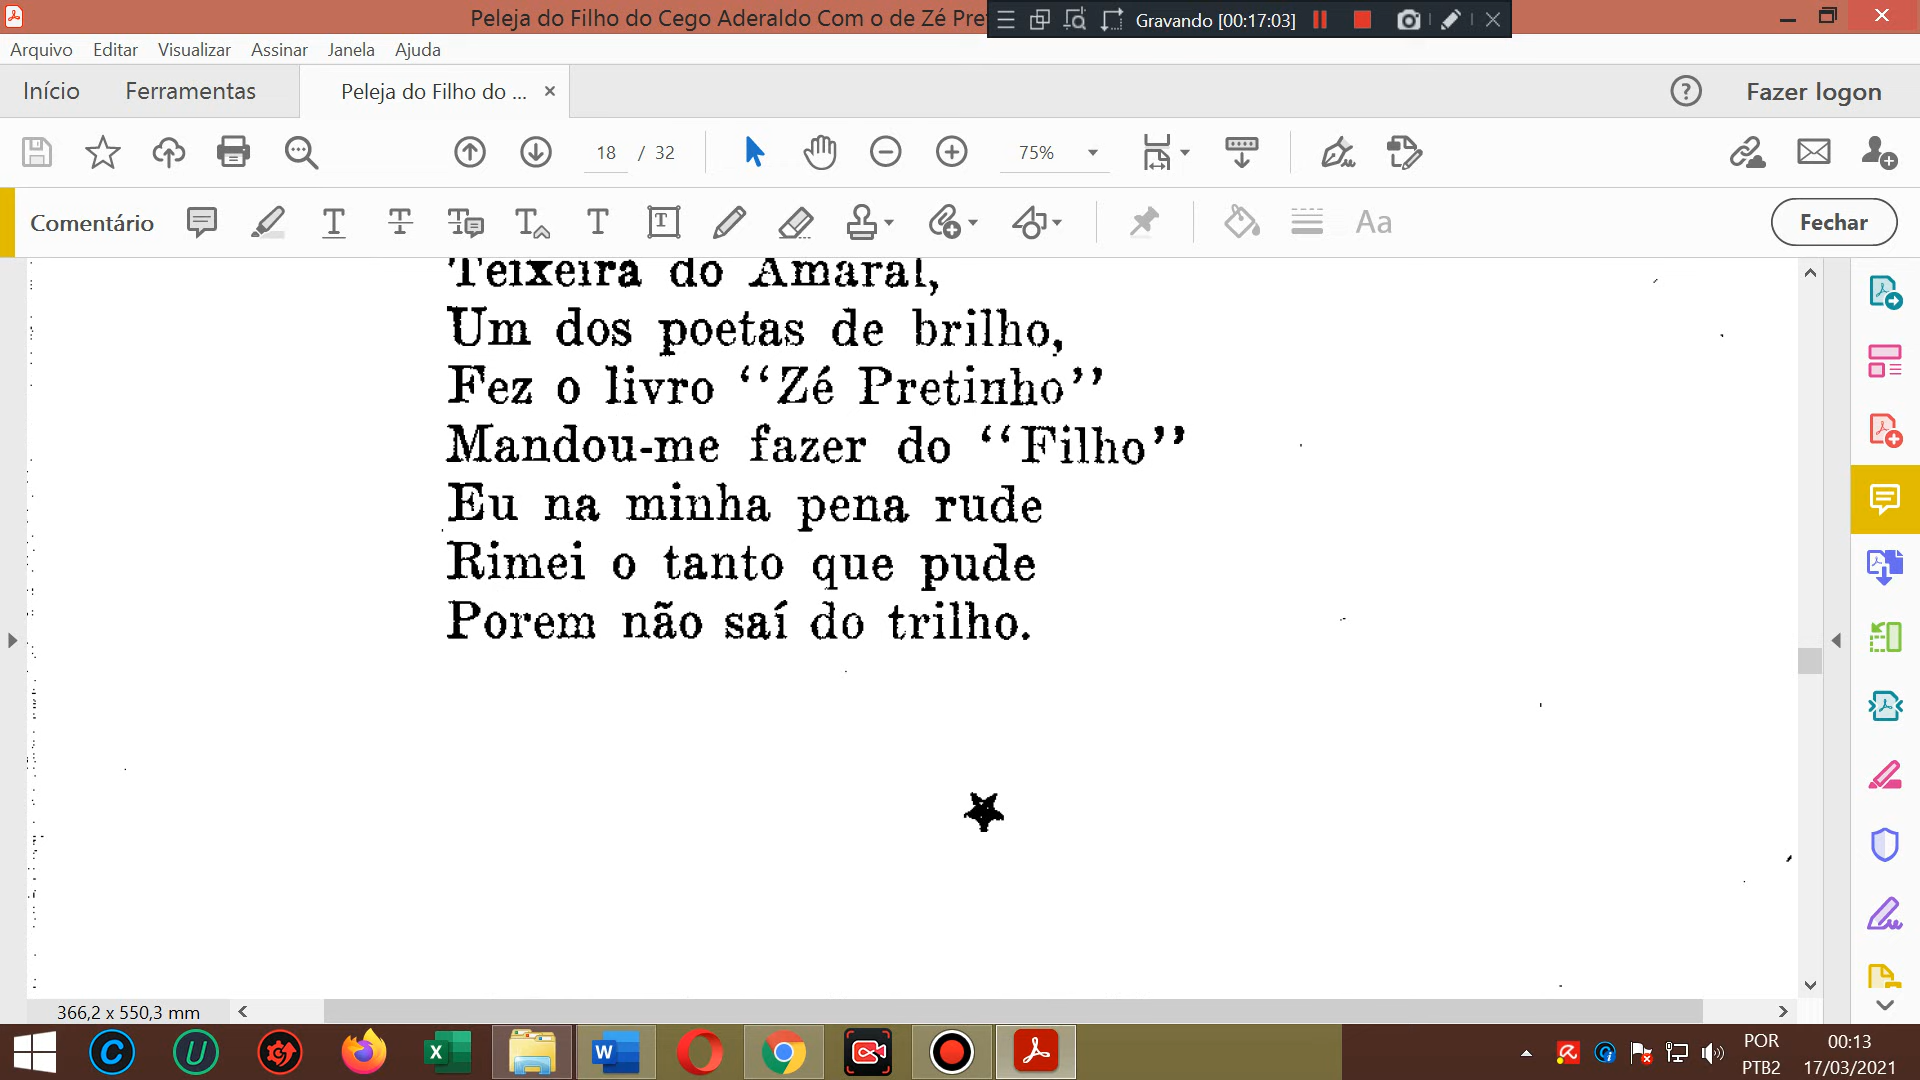 Peleja do Filho do Cego Aderaldo Com o de Zé
Gravando [00:17:03]
Arquivo Editar Visualizar Assinar Janela Ajuda
Início Ferramentas Peleja do Filho do ... × Fazer logon
18 / 32 75%
Comentário Fechar
Teixeira do Amaral,
Um dos poetas de brilho,
Fez o livro "Zé Pretinho"
Mandou-me fazer do "Filho"
Eu na minha pena rude
Rimei o tanto que pude
Porem não saí do trilho.
366,2 x 550,3 mm
POR 00:13
PTB2 17/03/2021